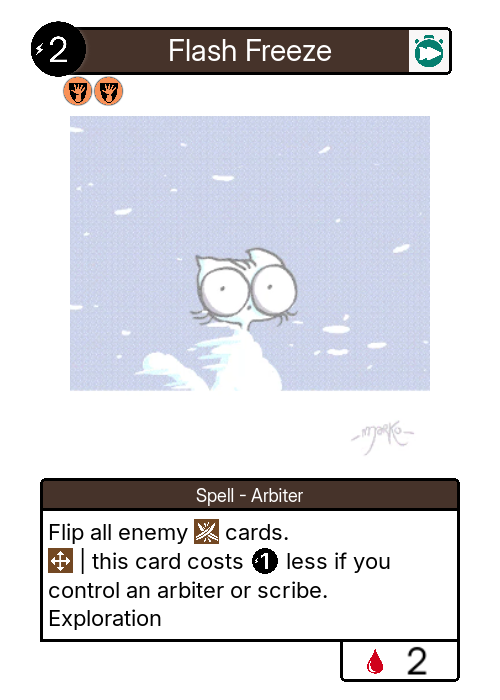 2
Flash Freeze
-marko-
Spell - Arbiter
Flip all enemy cards.
| this card costs 1 less if you
control an arbiter or scribe.
Exploration
2